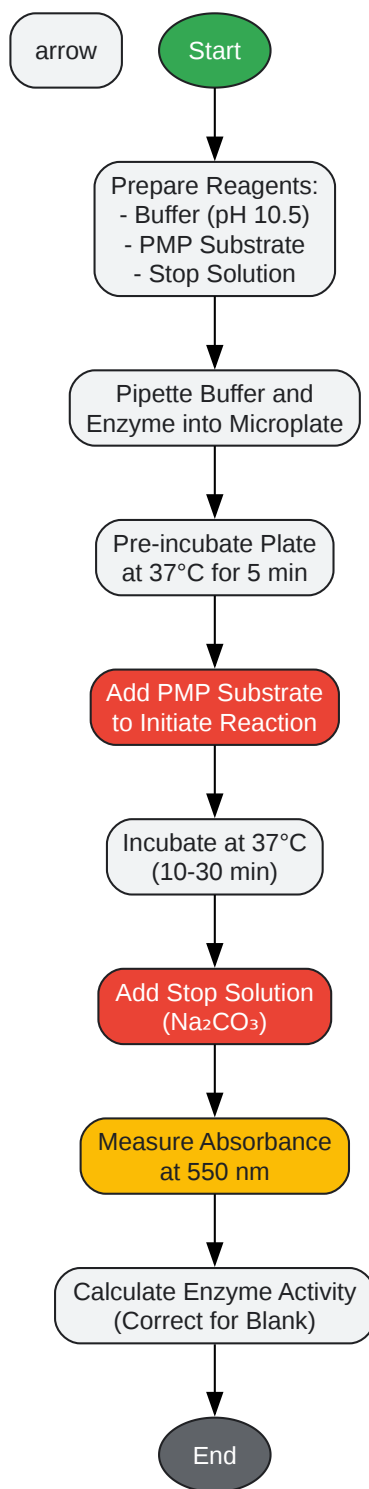 arrow
Start
Prepare Reagents:
- Buffer (pH 10.5)
- PMP Substrate
- Stop Solution
Pipette Buffer and
Enzyme into Microplate
Pre-incubate Plate
at 37°C for 5 min
Add PMP Substrate
to Initiate Reaction
Incubate at 37°C
(10-30 min)
Add Stop Solution
(Na₂CO₃)
Measure Absorbance
at 550 nm
Calculate Enzyme Activity
(Correct for Blank)
End